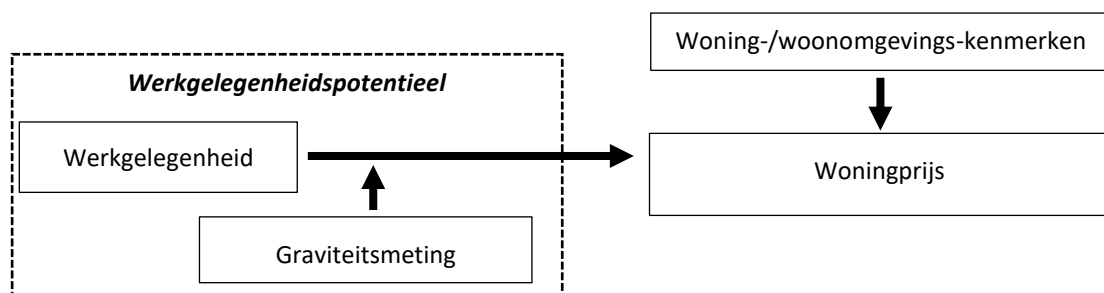 Woning-/woonomgevings-kenmerken
Werkgelegenheidspotentieel
Werkgelegenheid
Woningprijs
Graviteitsmeting